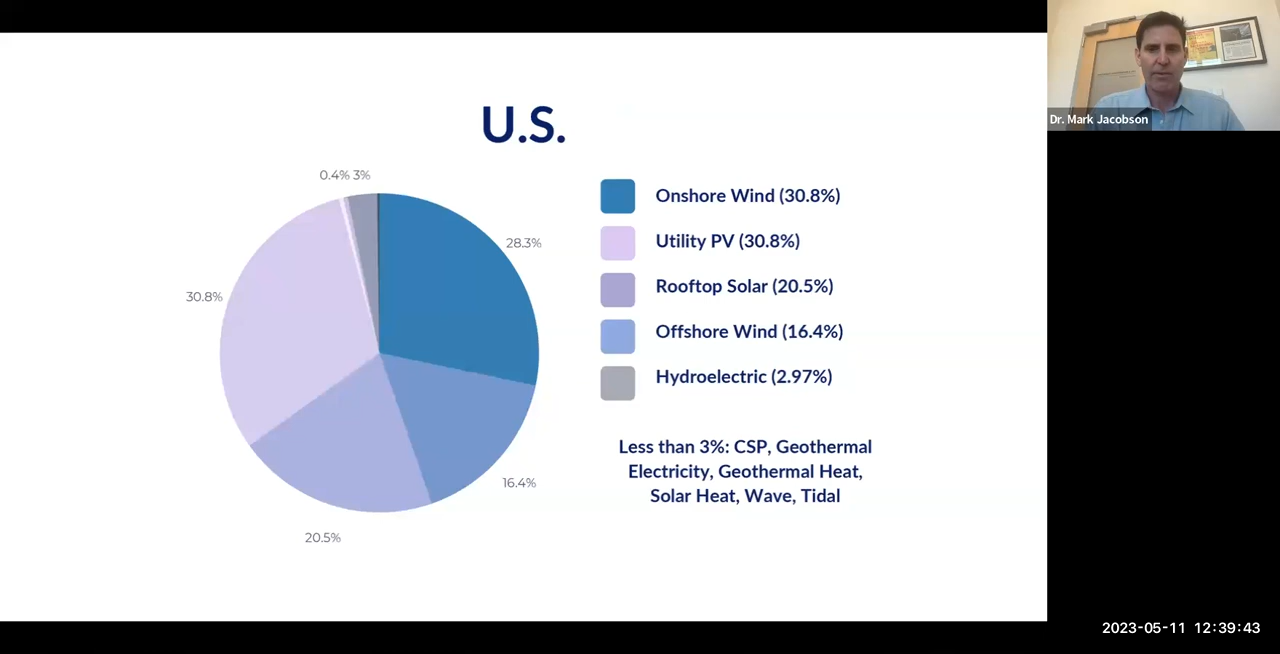 U.S.
0.4% 3%
28.3%
30.8%
16.4%
20.5%
Onshore Wind (30.8%)
Utility PV (30.8%)
Rooftop Solar (20.5%)
Offshore Wind (16.4%)
Hydroelectric (2.97%)
Less than 3%: CSP, Geothermal
Electricity, Geothermal Heat,
Solar Heat, Wave, Tidal
Dr. Mark Jacobson
2023-05-11 12:39:43